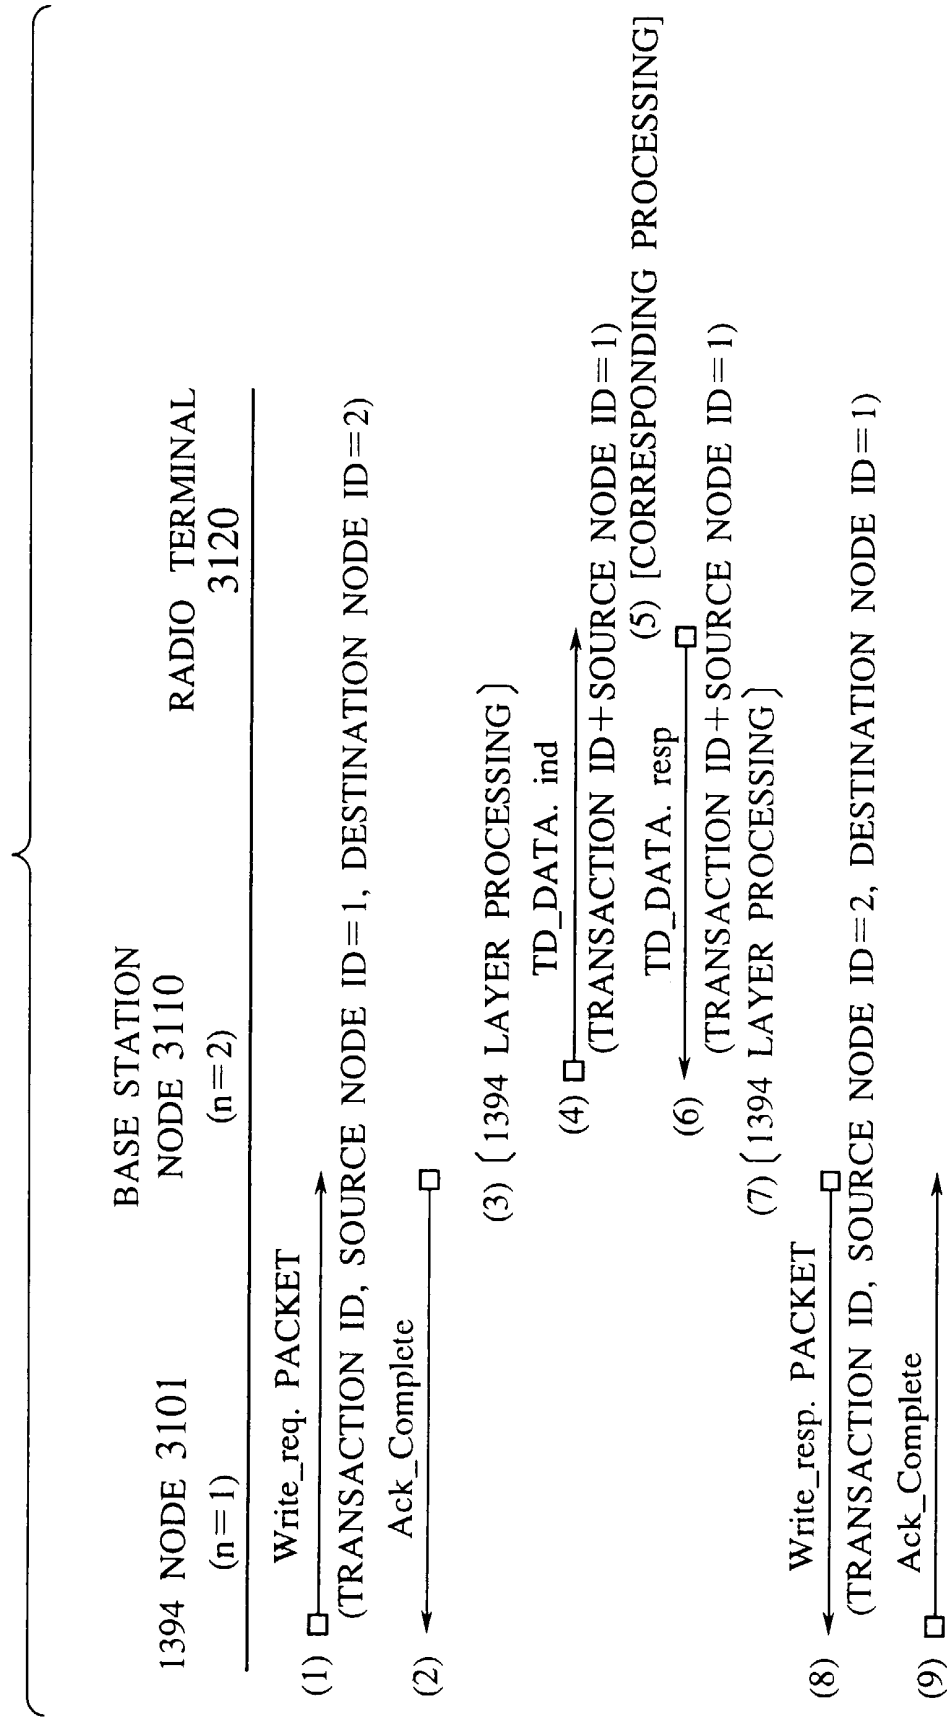 1394 NODE 3101
(n=1)
BASE STATION
NODE 3110
(n=2)
RADIO TERMINAL
3120
(1)
Write_req. PACKET
(TRANSACTION ID, SOURCE NODE ID=1, DESTINATION NODE ID=2)
(2)
Ack_Complete
(3) (1394 LAYER PROCESSING)
(4)
TD_DATA. ind
(TRANSACTION ID+SOURCE NODE ID=1)
(5) [CORRESPONDING PROCESSING]
(6)
TD_DATA. resp
(TRANSACTION ID+SOURCE NODE ID=1)
(7) (1394 LAYER PROCESSING)
(8)
Write_resp. PACKET
(TRANSACTION ID, SOURCE NODE ID=2, DESTINATION NODE ID=1)
(9)
Ack_Complete